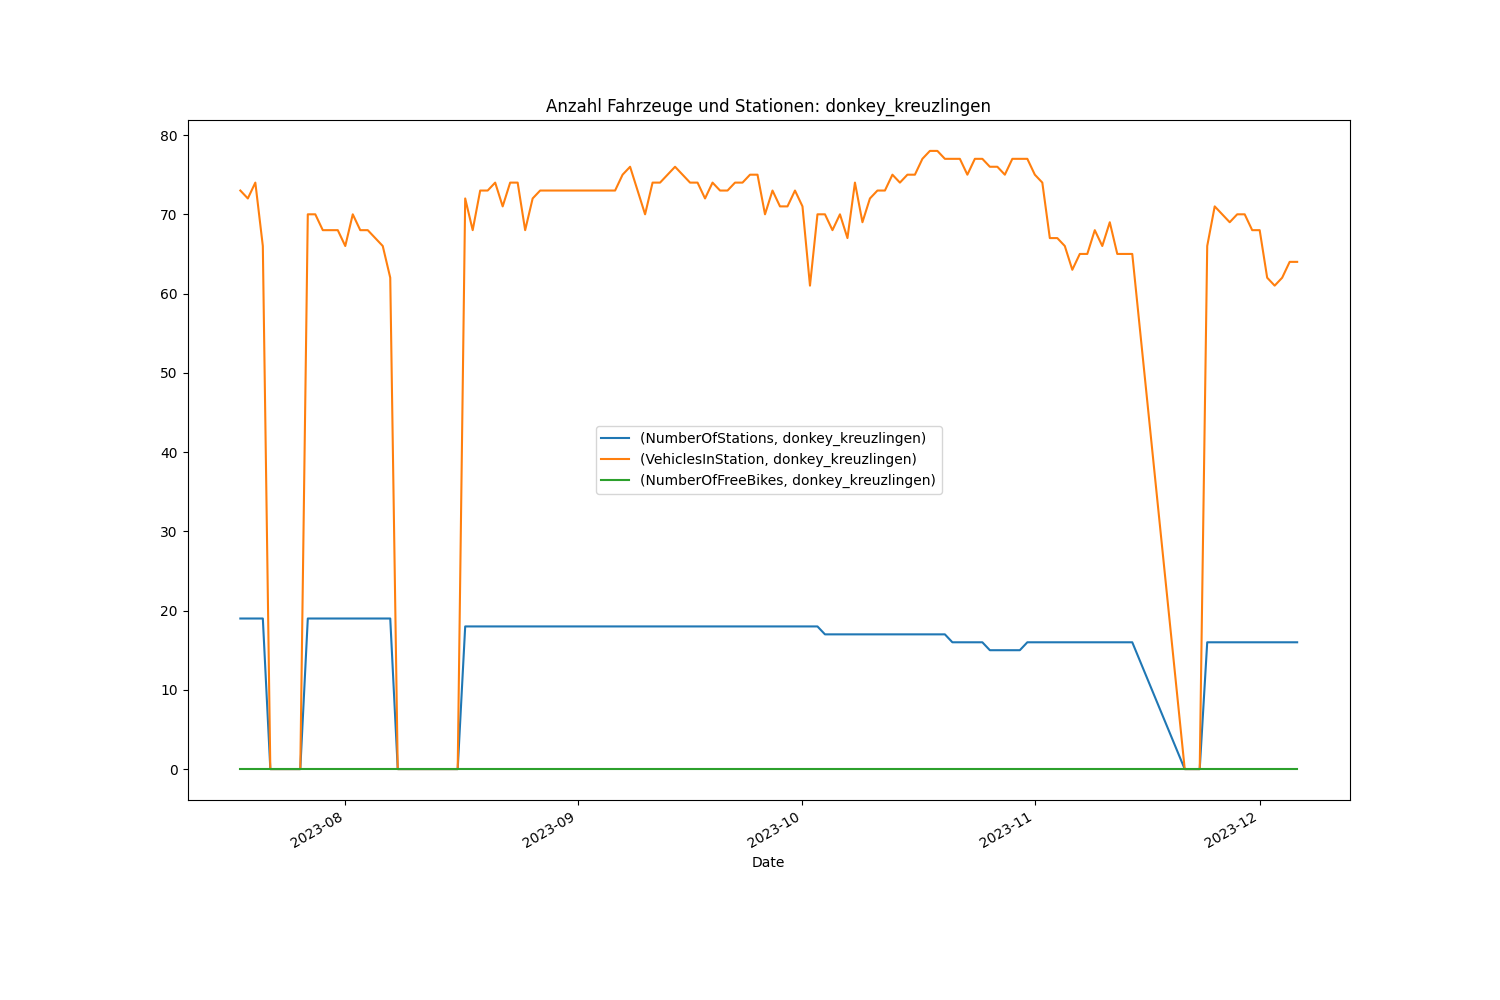 Anzahl Fahrzeuge und Stationen: donkey_kreuzlingen
80
70
60
50
40
30
20
10
0
(NumberOfStations, donkey_kreuzlingen)
(VehiclesInStation, donkey_kreuzlingen)
(NumberOfFreeBikes, donkey_kreuzlingen)
2023-08
2023-09
2023-10
2023-11
2023-12
Date